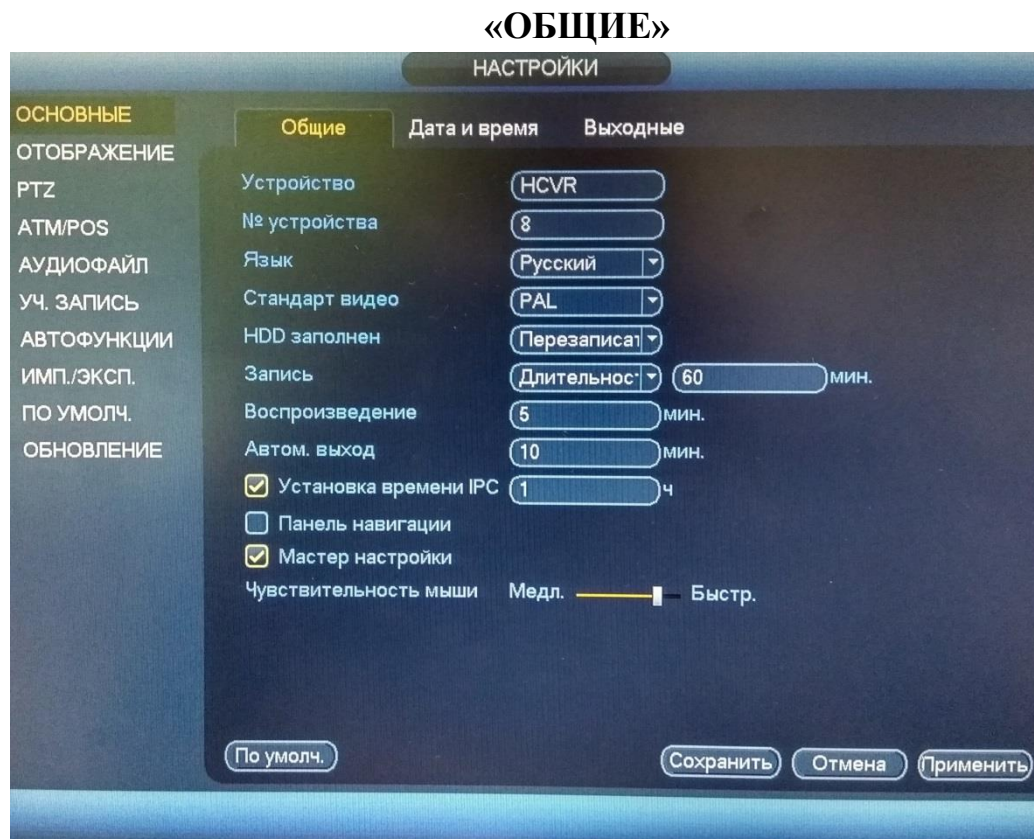 «ОБЩИЕ»
НАСТРОЙКИ
ОСНОВНЫЕ
ОТОБРАЖЕНИЕ
PTZ
ATM/POS
АУДИОФАЙЛ
УЧ. ЗАПИСЬ
АВТОФУНКЦИИ
ИМП./ЭКСП.
ПО УМОЛЧ.
ОБНОВЛЕНИЕ
Общие Дата и время Выходные
Устройство HCVR
№ устройства 8
Язык Русский
Стандарт видео PAL
HDD заполнен Перезаписат
Запись Длительнос 60 мин.
Воспроизведение 5 мин.
Автом. выход 10 мин.
Установка времени IPC 1 ч
Панель навигации
Мастер настройки
Чувствительность мыши Медл. Быстр.
По умолч. Сохранить Отмена Применить